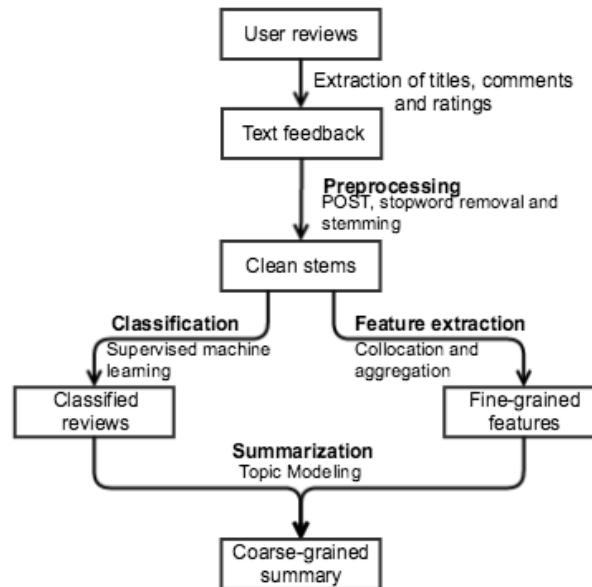 User reviews
Extraction of titles, comments
and ratings
Text feedback
Preprocessing
POST, stopword removal and
stemming
Clean stems
Classification
Supervised machine
learning
Feature extraction
Collocation and
aggregation
Classified
reviews
Fine-grained
features
Summarization
Topic Modeling
Coarse-grained
summary